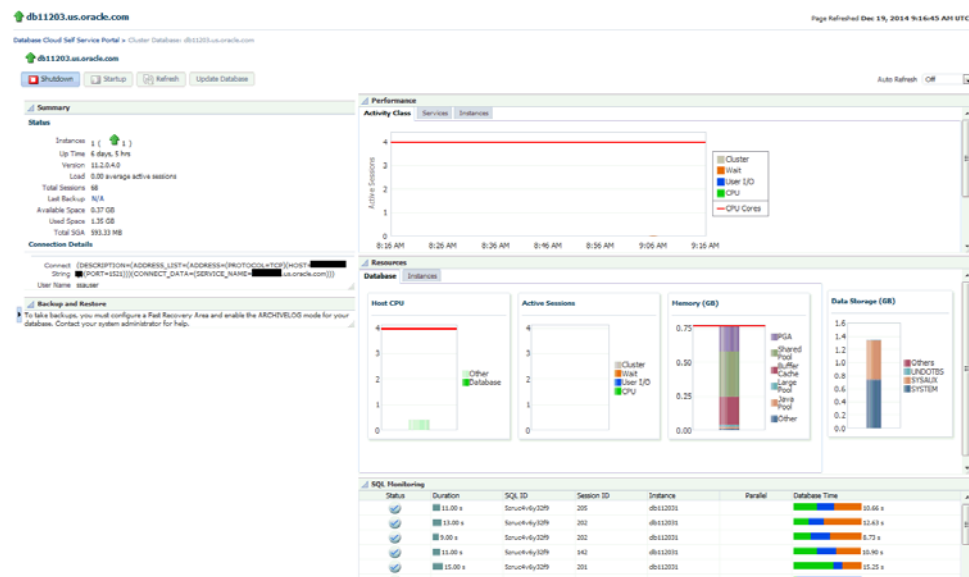 db11203.us.oracle.com
Page Refreshed Dec 19, 2014 9:16:45 AM UTC
Database Cloud Self Service Portal > Cluster Database: db11203.us.oracle.com
db11203.us.oracle.com
Shutdown Startup Refresh Update Database
Auto Refresh Off
Summary
Status
Instances 1 ( 1 )
Up Time 6 days, 5 hrs
Version 11.2.0.4.0
Load 0.00 average active sessions
Total Sessions 68
Last Backup N/A
Available Space 0.37 GB
Used Space 1.35 GB
Total SGA 593.33 MB
Connection Details
Connect String (DESCRIPTION=(ADDRESS_LIST=(ADDRESS=(PROTOCOL=TCP)(HOST=
(PORT=1521)))(CONNECT_DATA=(SERVICE_NAME= .us.oracle.com)))
User Name ssauser
Backup and Restore
To take backups, you must configure a Fast Recovery Area and enable the ARCHIVELOG mode for your
database. Contact your system administrator for help.
Performance
Activity Class Services Instances
Active Sessions
4
3
2
1
0
8:16 AM 8:26 AM 8:36 AM 8:46 AM 8:56 AM 9:06 AM 9:16 AM
Cluster
Wait
User I/O
CPU
CPU Cores
Resources
Database Instances
Host CPU
4
3
2
1
0
Other
Database
Active Sessions
4
3
2
1
0
Cluster
Wait
User I/O
CPU
Memory (GB)
0.75
0.50
0.25
0.00
PGA
Shared Pool
Buffer Cache
Large Pool
Java Pool
Other
Data Storage (GB)
1.6
1.4
1.2
1.0
0.8
0.6
0.4
0.2
0.0
Others
UNDOTBS
SYSAUX
SYSTEM
SQL Monitoring
Status Duration SQL ID Session ID Instance Parallel Database Time
11.00 s 5zruc4v6y32f9 205 db112031 10.66 s
13.00 s 5zruc4v6y32f9 202 db112031 12.63 s
9.00 s 5zruc4v6y32f9 202 db112031 8.73 s
11.00 s 5zruc4v6y32f9 142 db112031 10.90 s
15.00 s 5zruc4v6y32f9 201 db112031 15.25 s